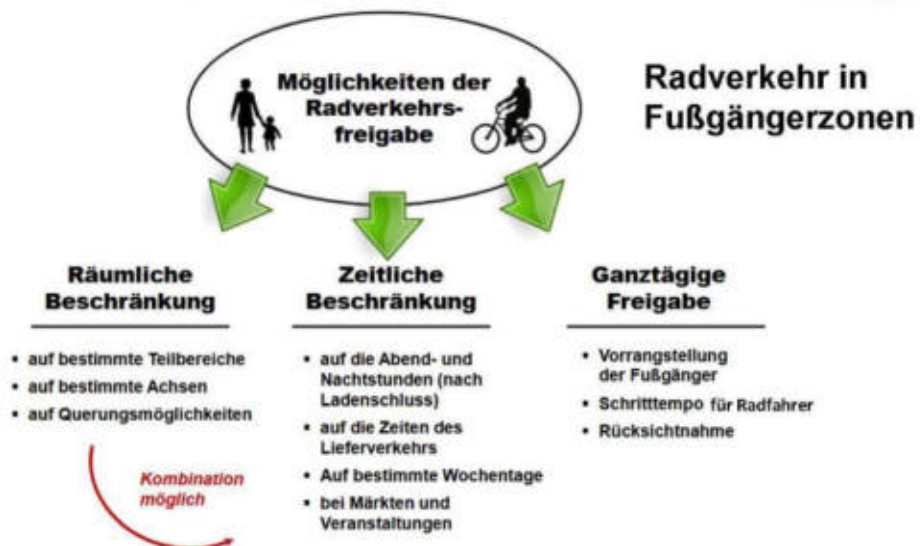 Möglichkeiten der
Radverkehrs-
freigabe
Radverkehr in
Fußgängerzonen
Räumliche
Beschränkung
▪ auf bestimmte Teilbereiche
▪ auf bestimmte Achsen
▪ auf Querungsmöglichkeiten
Kombination
möglich
Zeitliche
Beschränkung
▪ auf die Abend- und
Nachtstunden (nach
Ladenschluss)
▪ auf die Zeiten des
Lieferverkehrs
▪ Auf bestimmte Wochentage
▪ bei Märkten und
Veranstaltungen
Ganztägige
Freigabe
▪ Vorrangstellung
der Fußgänger
▪ Schritttempo für Radfahrer
▪ Rücksichtnahme